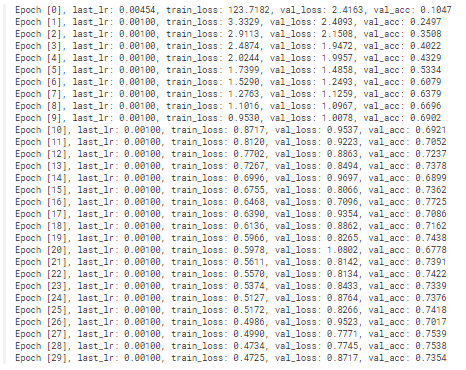 Epoch [0], last_lr: 0.00454, train_loss: 123.7182, val_loss: 2.4163, val_acc: 0.1047
Epoch [1], last_lr: 0.00100, train_loss: 3.3329, val_loss: 2.4093, val_acc: 0.2497
Epoch [2], last_lr: 0.00100, train_loss: 2.9113, val_loss: 2.1508, val_acc: 0.3508
Epoch [3], last_lr: 0.00100, train_loss: 2.4874, val_loss: 1.9472, val_acc: 0.4022
Epoch [4], last_lr: 0.00100, train_loss: 2.0244, val_loss: 1.9957, val_acc: 0.4329
Epoch [5], last_lr: 0.00100, train_loss: 1.7399, val_loss: 1.4858, val_acc: 0.5334
Epoch [6], last_lr: 0.00100, train_loss: 1.5290, val_loss: 1.2493, val_acc: 0.6079
Epoch [7], last_lr: 0.00100, train_loss: 1.2763, val_loss: 1.1259, val_acc: 0.6379
Epoch [8], last_lr: 0.00100, train_loss: 1.1016, val_loss: 1.0967, val_acc: 0.6696
Epoch [9], last_lr: 0.00100, train_loss: 0.9530, val_loss: 1.0078, val_acc: 0.6902
Epoch [10], last_lr: 0.00100, train_loss: 0.8717, val_loss: 0.9537, val_acc: 0.6921
Epoch [11], last_lr: 0.00100, train_loss: 0.8120, val_loss: 0.9223, val_acc: 0.7052
Epoch [12], last_lr: 0.00100, train_loss: 0.7702, val_loss: 0.8863, val_acc: 0.7237
Epoch [13], last_lr: 0.00100, train_loss: 0.7267, val_loss: 0.8494, val_acc: 0.7378
Epoch [14], last_lr: 0.00100, train_loss: 0.6996, val_loss: 0.9697, val_acc: 0.6899
Epoch [15], last_lr: 0.00100, train_loss: 0.6755, val_loss: 0.8066, val_acc: 0.7362
Epoch [16], last_lr: 0.00100, train_loss: 0.6468, val_loss: 0.7096, val_acc: 0.7725
Epoch [17], last_lr: 0.00100, train_loss: 0.6390, val_loss: 0.9354, val_acc: 0.7086
Epoch [18], last_lr: 0.00100, train_loss: 0.6136, val_loss: 0.8862, val_acc: 0.7162
Epoch [19], last_lr: 0.00100, train_loss: 0.5966, val_loss: 0.8265, val_acc: 0.7438
Epoch [20], last_lr: 0.00100, train_loss: 0.5978, val_loss: 1.0802, val_acc: 0.6778
Epoch [21], last_lr: 0.00100, train_loss: 0.5611, val_loss: 0.8142, val_acc: 0.7391
Epoch [22], last_lr: 0.00100, train_loss: 0.5570, val_loss: 0.8134, val_acc: 0.7422
Epoch [23], last_lr: 0.00100, train_loss: 0.5374, val_loss: 0.8433, val_acc: 0.7339
Epoch [24], last_lr: 0.00100, train_loss: 0.5127, val_loss: 0.8764, val_acc: 0.7376
Epoch [25], last_lr: 0.00100, train_loss: 0.5172, val_loss: 0.8266, val_acc: 0.7418
Epoch [26], last_lr: 0.00100, train_loss: 0.4986, val_loss: 0.9523, val_acc: 0.7017
Epoch [27], last_lr: 0.00100, train_loss: 0.4990, val_loss: 0.7771, val_acc: 0.7539
Epoch [28], last_lr: 0.00100, train_loss: 0.4734, val_loss: 0.7745, val_acc: 0.7538
Epoch [29], last_lr: 0.00100, train_loss: 0.4725, val_loss: 0.8717, val_acc: 0.7354